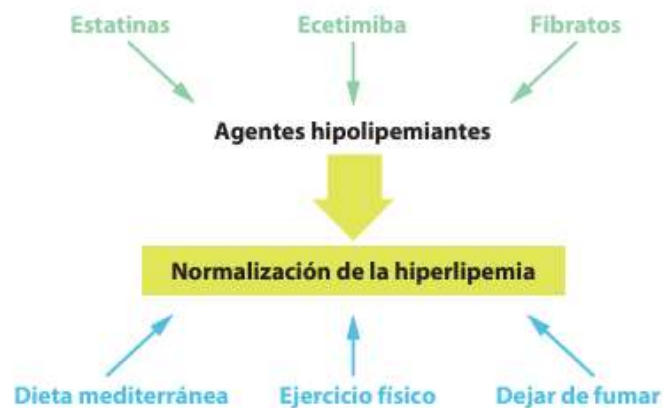 Estatinas Ecetimiba Fibratos
Agentes hipolipemiantes
Normalización de la hiperlipemia
Dieta mediterránea Ejercicio físico Dejar de fumar